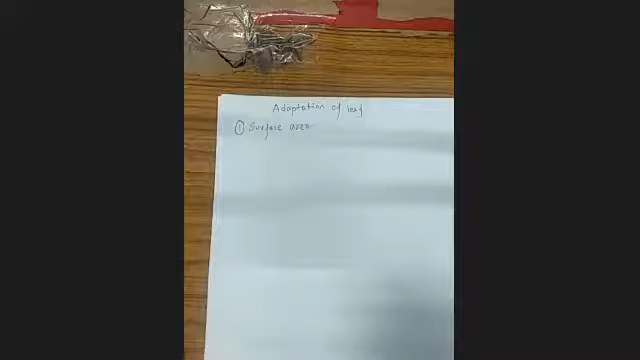 Adaptation of leaf
① Surface area